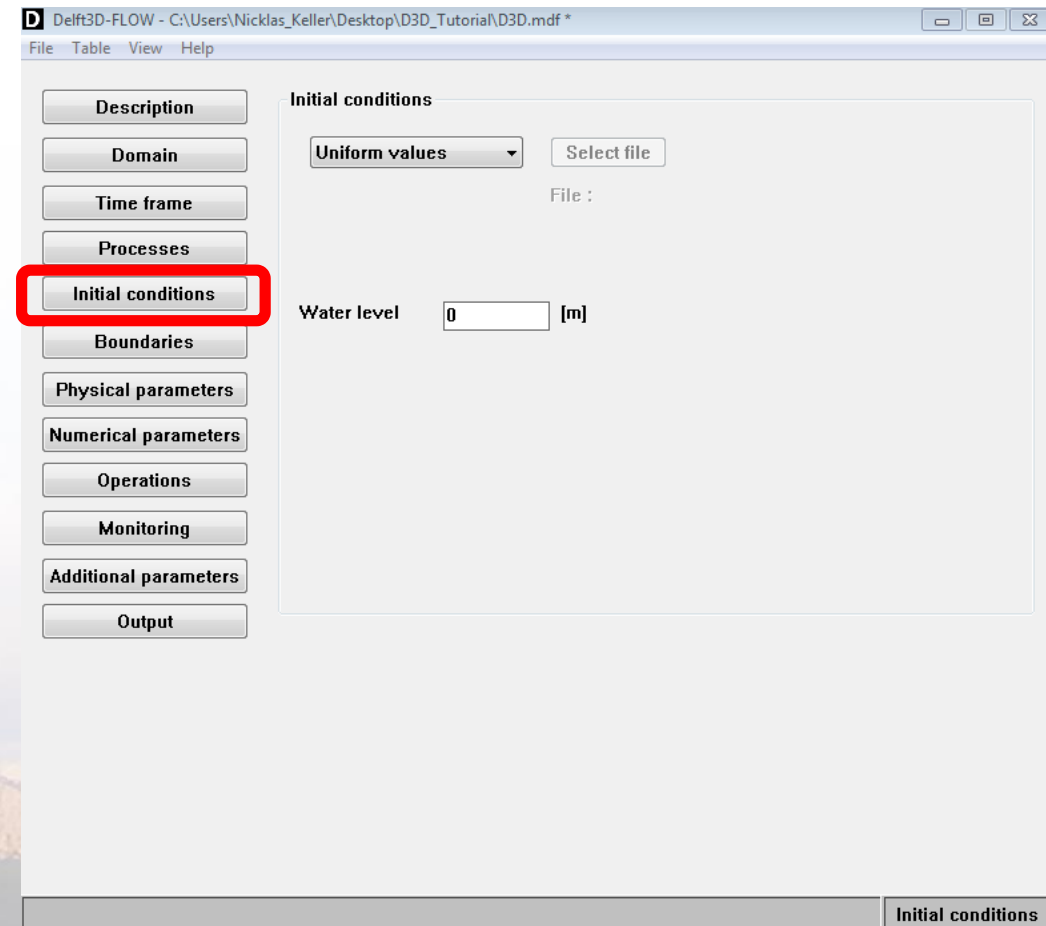 D Delft3D-FLOW - C:\Users\Nicklas_Keller\Desktop\D3D_Tutorial\D3D.mdf *
File Table View Help
Description
Domain
Time frame
Processes
Initial conditions
Boundaries
Physical parameters
Numerical parameters
Operations
Monitoring
Additional parameters
Output
Initial conditions
Uniform values
Select file
File :
Water level 0 [m]
Initial conditions